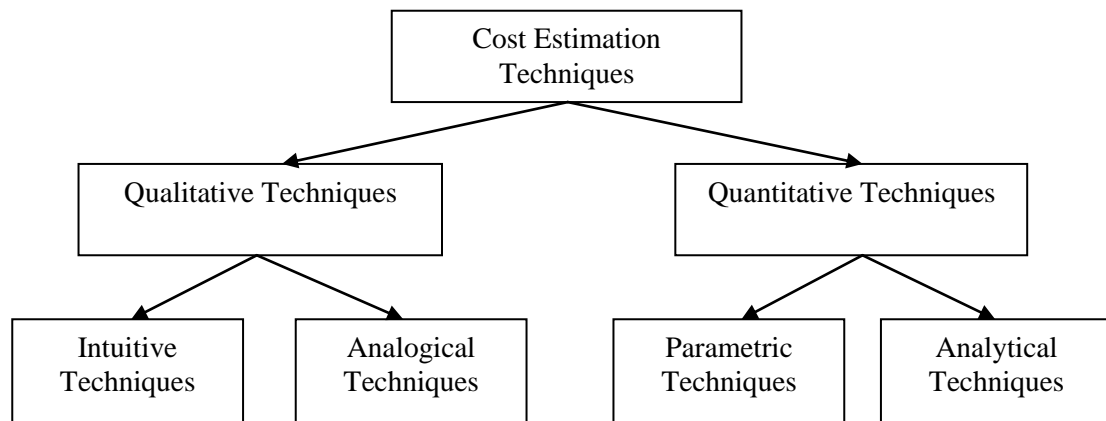 Cost Estimation
Techniques
Qualitative Techniques
Quantitative Techniques
Intuitive
Techniques
Analogical
Techniques
Parametric
Techniques
Analytical
Techniques